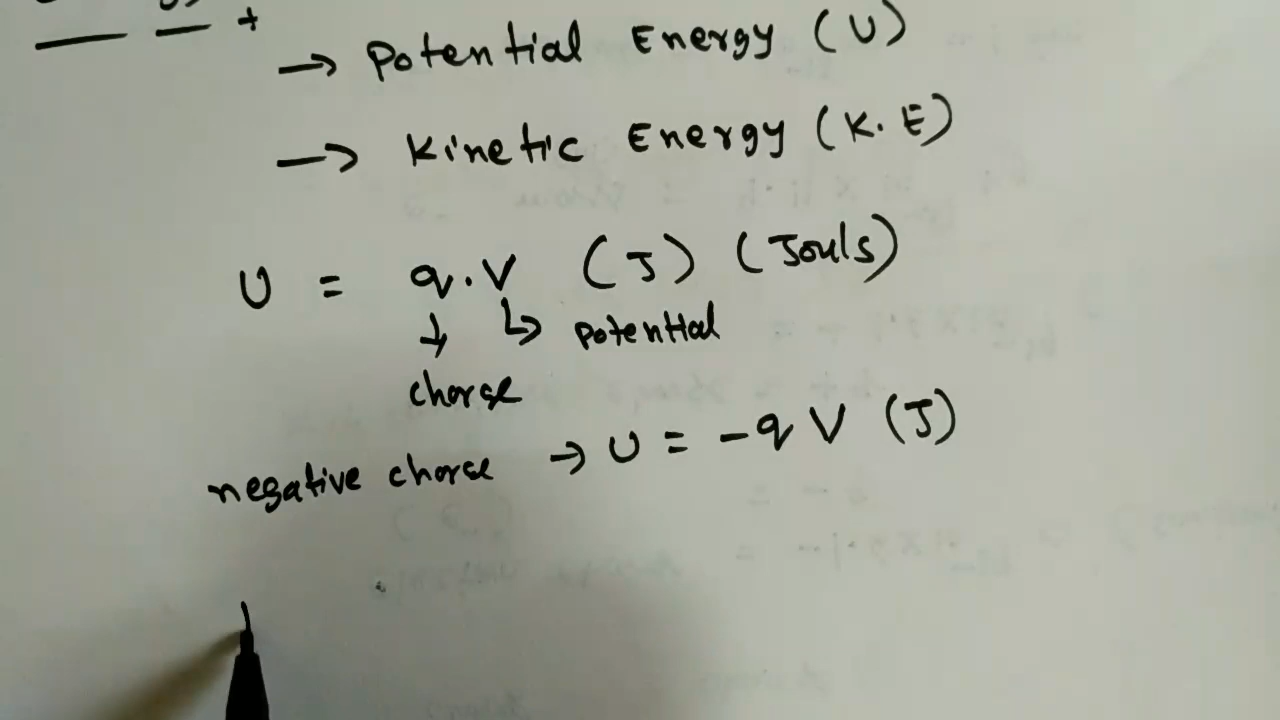 +
→ Potential Energy (U)
→ Kinetic Energy (K.E)
U = q.V (J) (Jouls)
↓ ↳ potential
charge
negative charge → U = -qV (J)